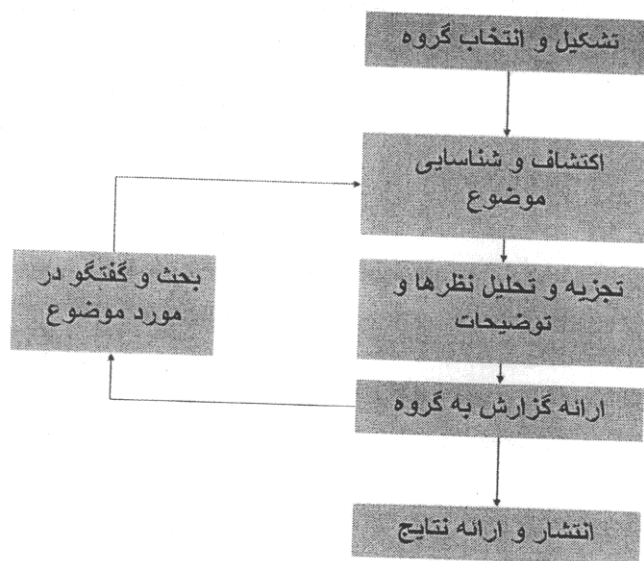 تشکیل و انتخاب گروه
اکتشاف و شناسایی
موضوع
بحث و گفتگو در
مورد موضوع
تجزیه و تحلیل نظرها و
توضیحات
ارائه گزارش به گروه
انتشار و ارائه نتایج